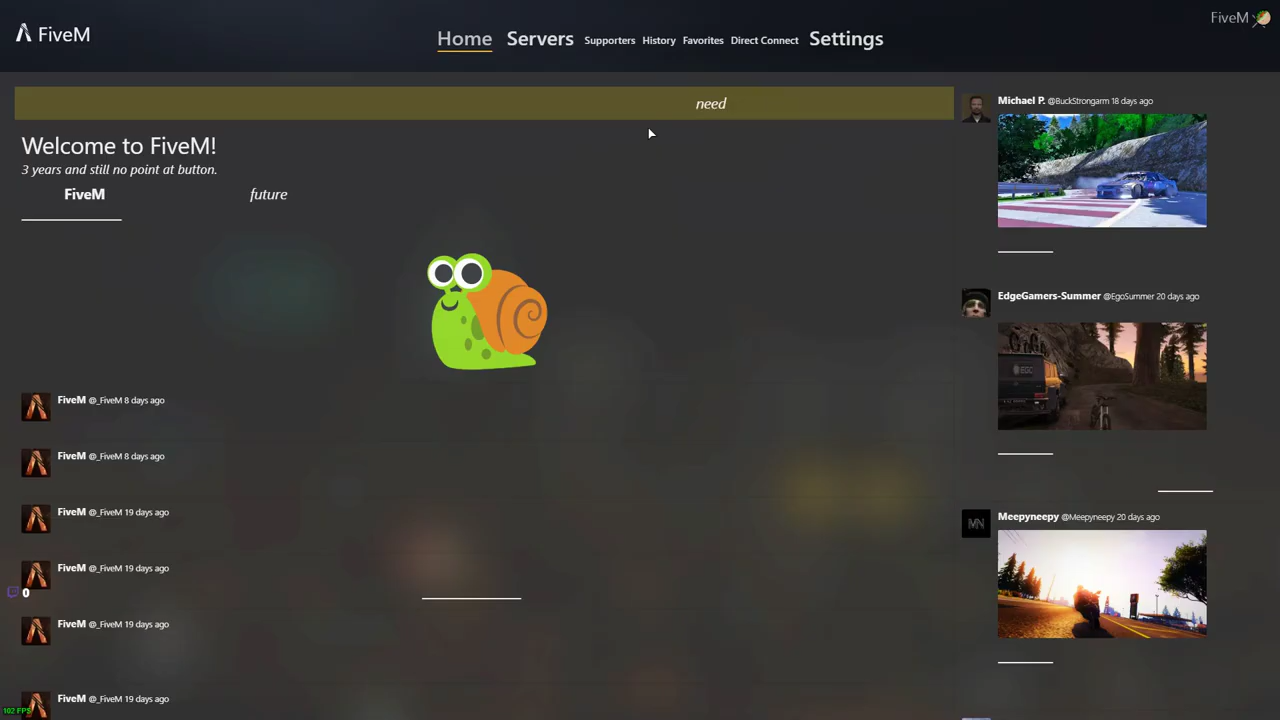 FiveM
Home Servers Supporters History Favorites Direct Connect Settings
FiveM
need
Welcome to FiveM!
3 years and still no point at button.
FiveM future
FiveM @_FiveM 8 days ago
FiveM @_FiveM 8 days ago
FiveM @_FiveM 19 days ago
FiveM @_FiveM 19 days ago
0
FiveM @_FiveM 19 days ago
FiveM @_FiveM 19 days ago
102 FPS
Michael P. @BuckStrongarm 18 days ago
EdgeGamers-Summer @EgoSummer 20 days ago
EGC
Meepyneepy @Meepyneepy 20 days ago
MN